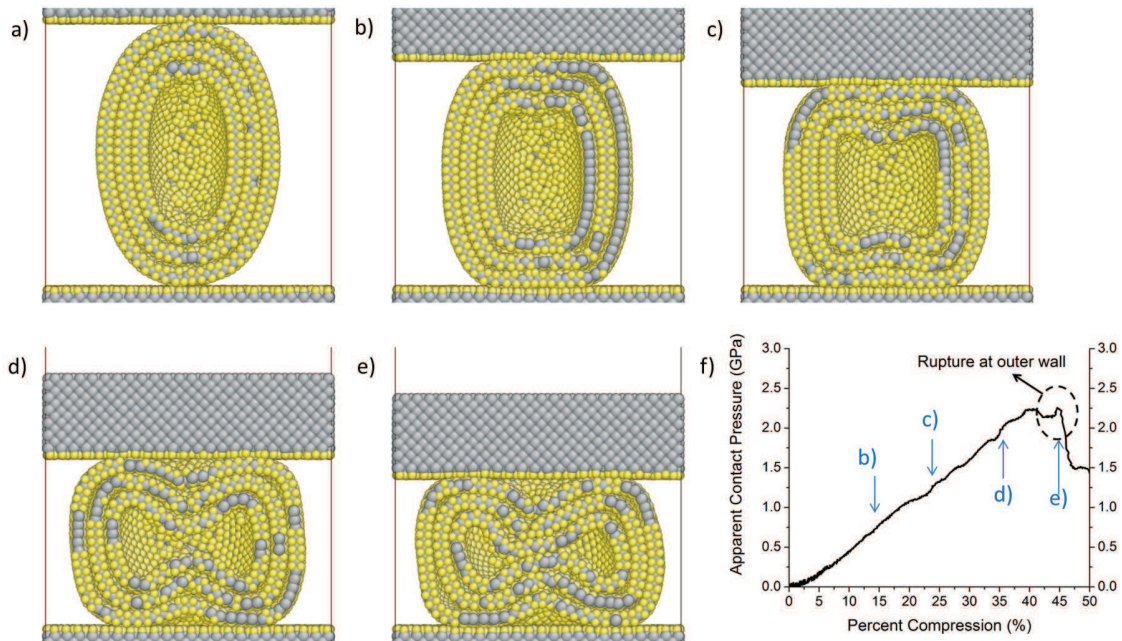 a)
b)
c)
d)
e)
f)
Apparent Contact Pressure (GPa)
3.0
2.5
2.0
1.5
1.0
0.5
0.0
Rupture at outer wall
b)
c)
d)
e)
3.0
2.5
2.0
1.5
1.0
0.5
0.0
0 5 10 15 20 25 30 35 40 45 50
Percent Compression (%)